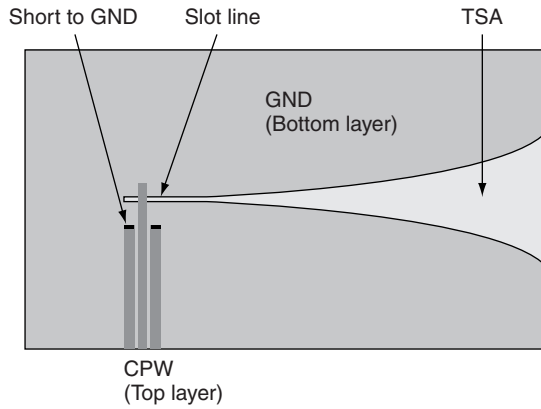 Short to GND
Slot line
TSA
GND
(Bottom layer)
CPW
(Top layer)